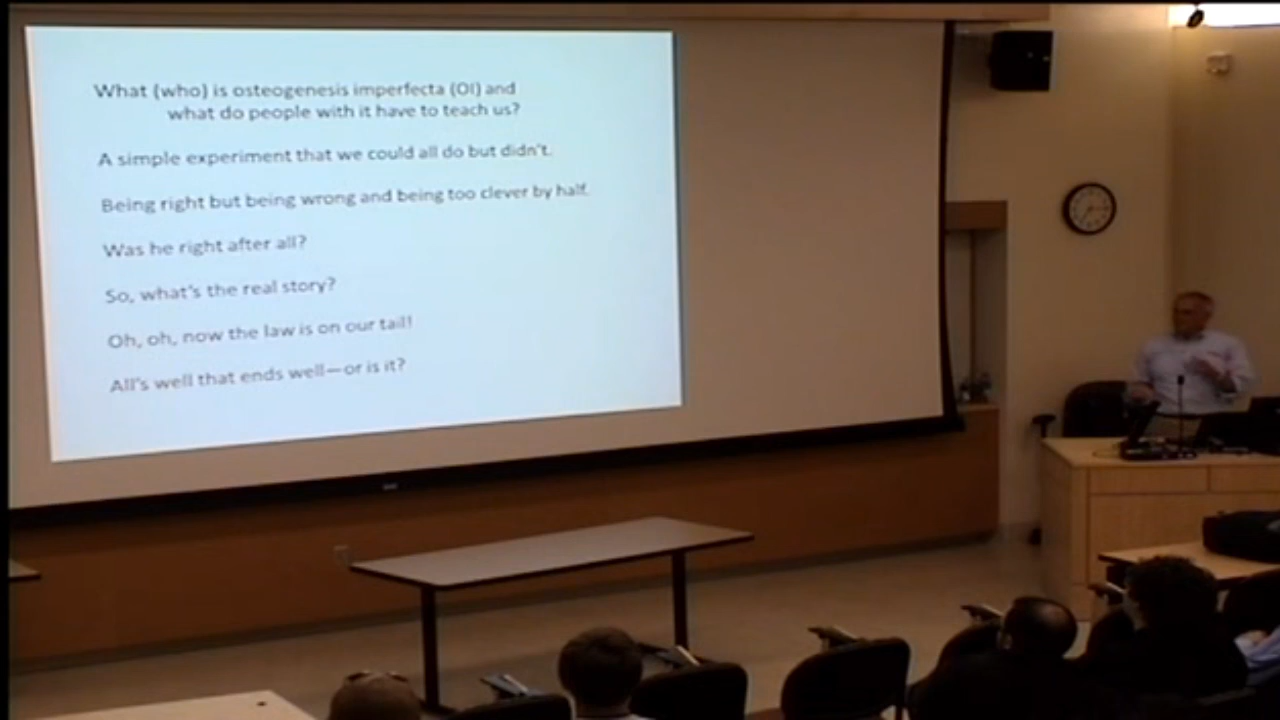 What (who) is osteogenesis imperfecta (OI) and
what do people with it have to teach us?
A simple experiment that we could all do but didn't.
Being right but being wrong and being too clever by half.
Was he right after all?
So, what's the real story?
Oh, oh, now the law is on our tail!
All's well that ends well—or is it?